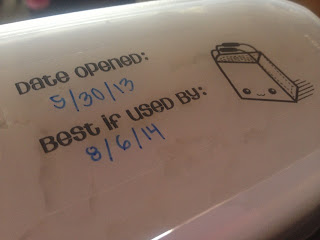 Date Opened:
5/30/13
Best if used by:
8/6/14